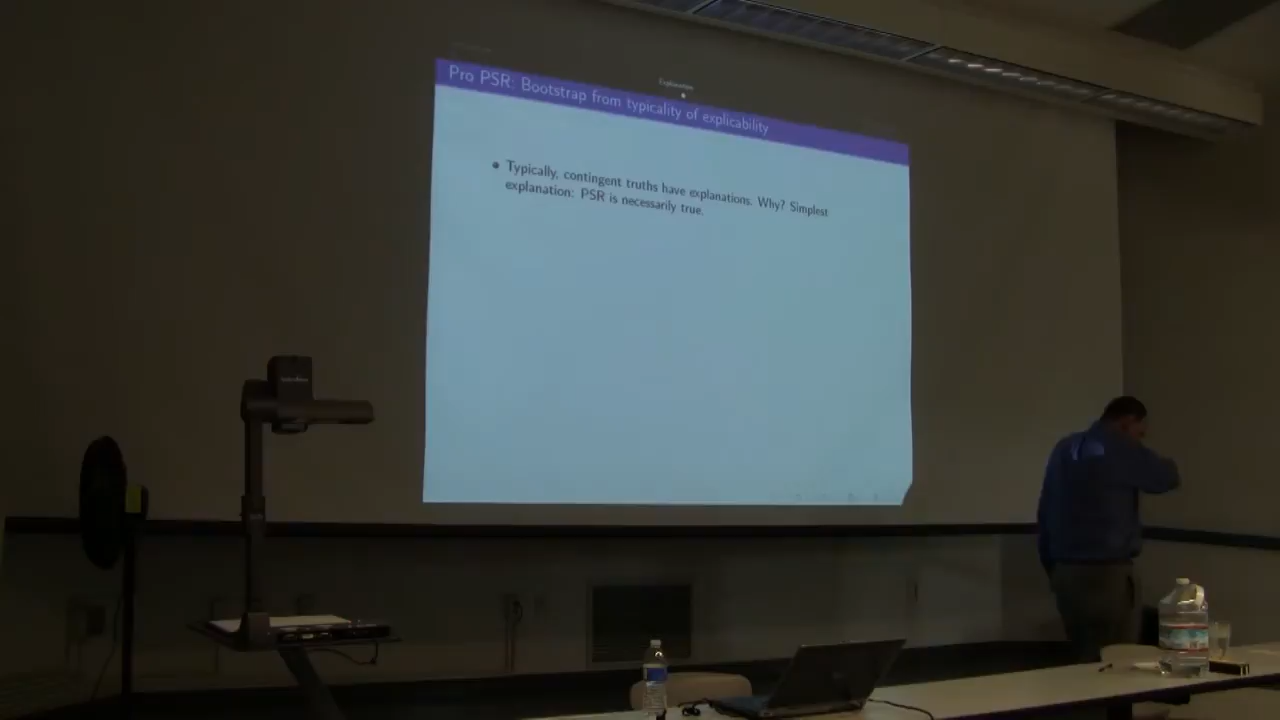 Explanation
Pro PSR: Bootstrap from typicality of explicability
Typically, contingent truths have explanations. Why? Simplest
explanation: PSR is necessarily true.